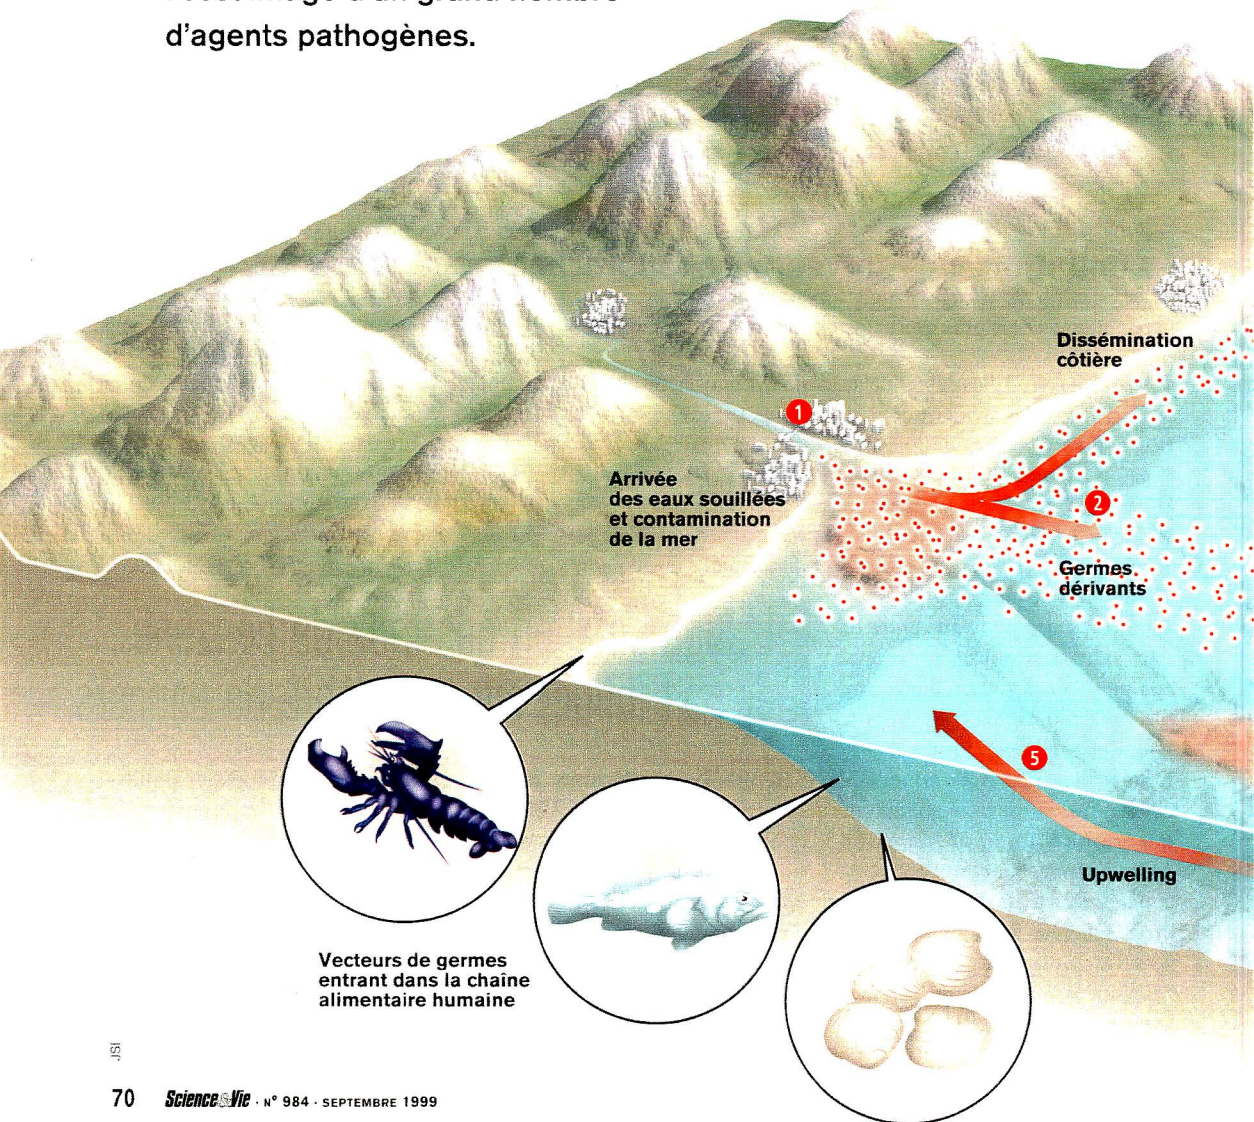 d'agents pathogènes.
Dissémination
côtière
1
Arrivée
des eaux souillées
et contamination
de la mer
2
Germes
dérivants
5
Upwelling
Vecteurs de germes
entrant dans la chaîne
alimentaire humaine
JSI
70 Science & Vie · N° 984 · SEPTEMBRE 1999